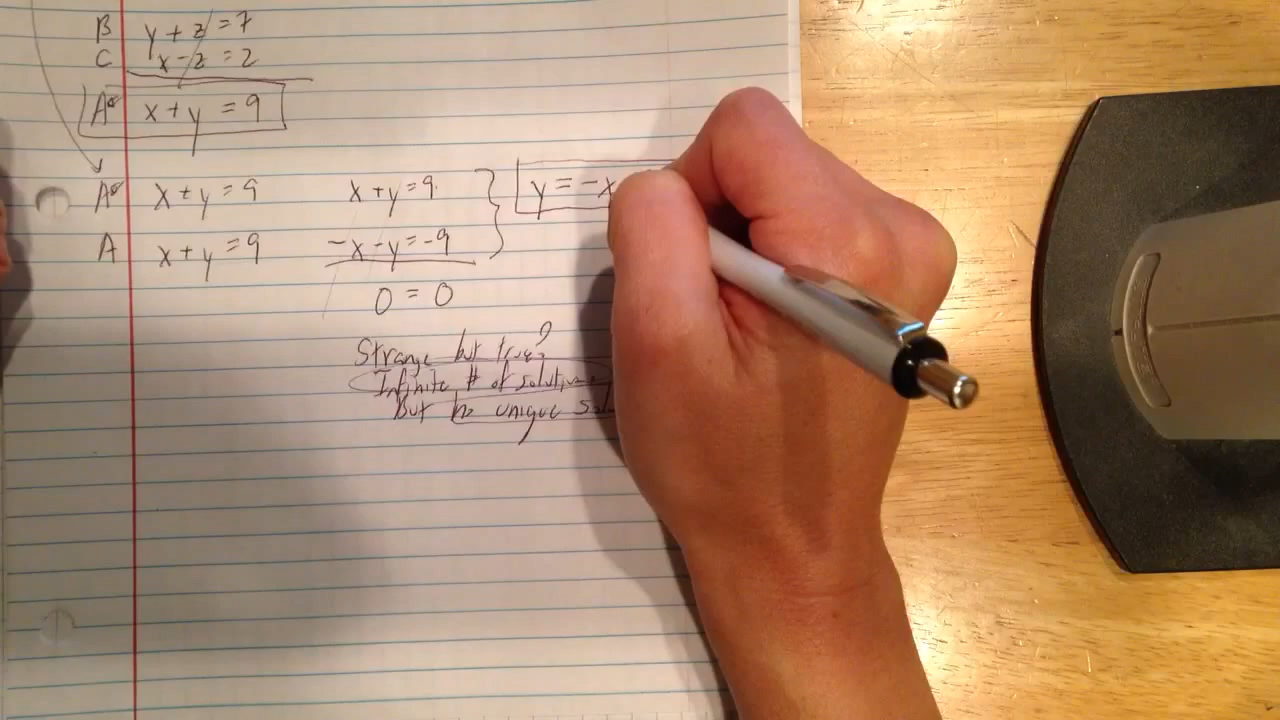 B y + z = 7
C x - z = 2
A* x + y = 9
A* x + y = 9 x + y = 9 y = -x
A x + y = 9 -x - y = -9
0 = 0
Strange but true?
Infinite # of solutions
But no unique